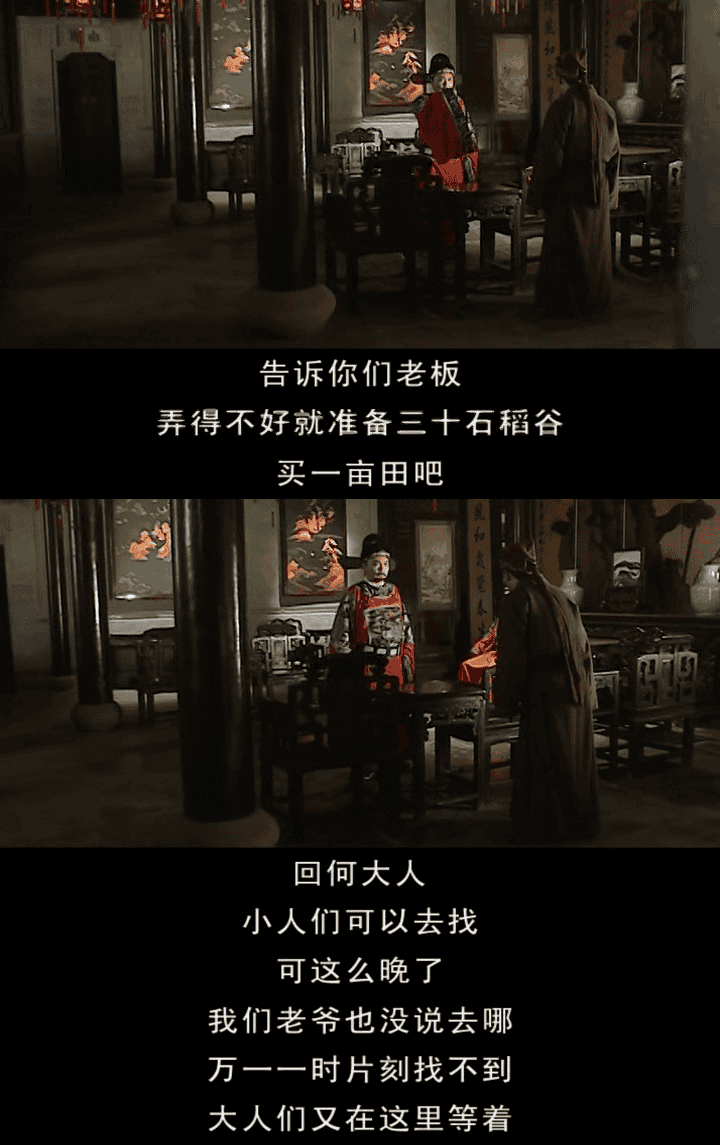 告诉你们老板
弄得不好就准备三十石稻谷
买一亩田吧
回何大人
小人们可以去找
可这么晚了
我们老爷也没说去哪
万一一时片刻找不到
大人们又在这里等着